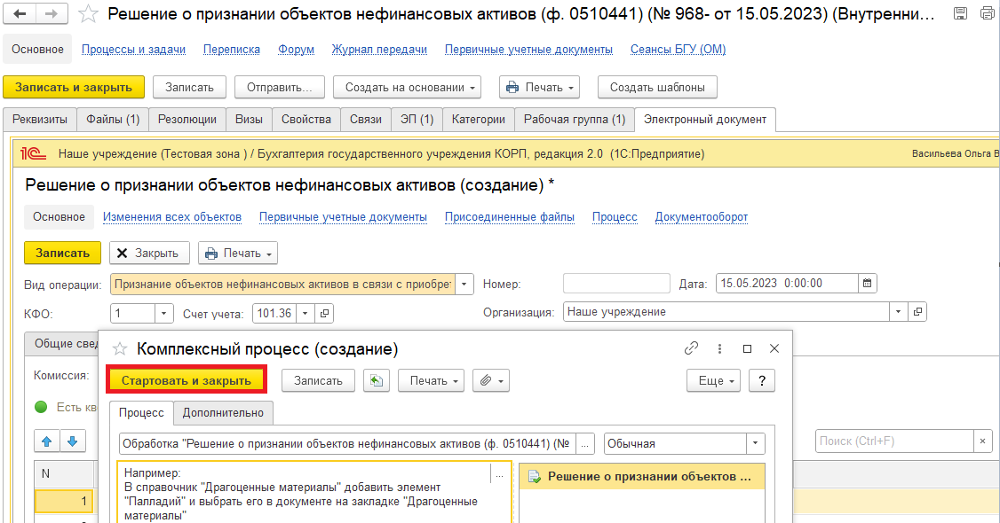 Решение о признании объектов нефинансовых активов (ф. 0510441) (№ 968- от 15.05.2023) (Внутренни...
Основное Процессы и задачи Переписка Форум Журнал передачи Первичные учетные документы Сеансы БГУ (ОМ)
Записать и закрыть Записать Отправить... Создать на основании Печать Создать шаблоны
Реквизиты Файлы (1) Резолюции Визы Свойства Связи ЭП (1) Категории Рабочая группа (1) Электронный документ
1С Наше учреждение (Тестовая зона ) / Бухгалтерия государственного учреждения КОРП, редакция 2.0 (1С:Предприятие) Васильева Ольга В
Решение о признании объектов нефинансовых активов (создание) *
Основное Изменения всех объектов Первичные учетные документы Присоединенные файлы Процесс Документооборот
Записать Закрыть Печать
Вид операции: Признание объектов нефинансовых активов в связи с приобрет Номер: Дата: 15.05.2023 0:00:00
КФО: 1 Счет учета: 101.36 Организация: Наше учреждение
Общие свед
Комплексный процесс (создание)
Комиссия:
Стартовать и закрыть Записать Печать Еще ?
Есть кв
Процесс Дополнительно
Обработка "Решение о признании объектов нефинансовых активов (ф. 0510441) (№ ... Обычная
Поиск (Ctrl+F) ×
N
Например: ...
В справочник "Драгоценные материалы" добавить элемент
"Палладий" и выбрать его в документе на закладке "Драгоценные
материалы"
Решение о признании объектов ...
1